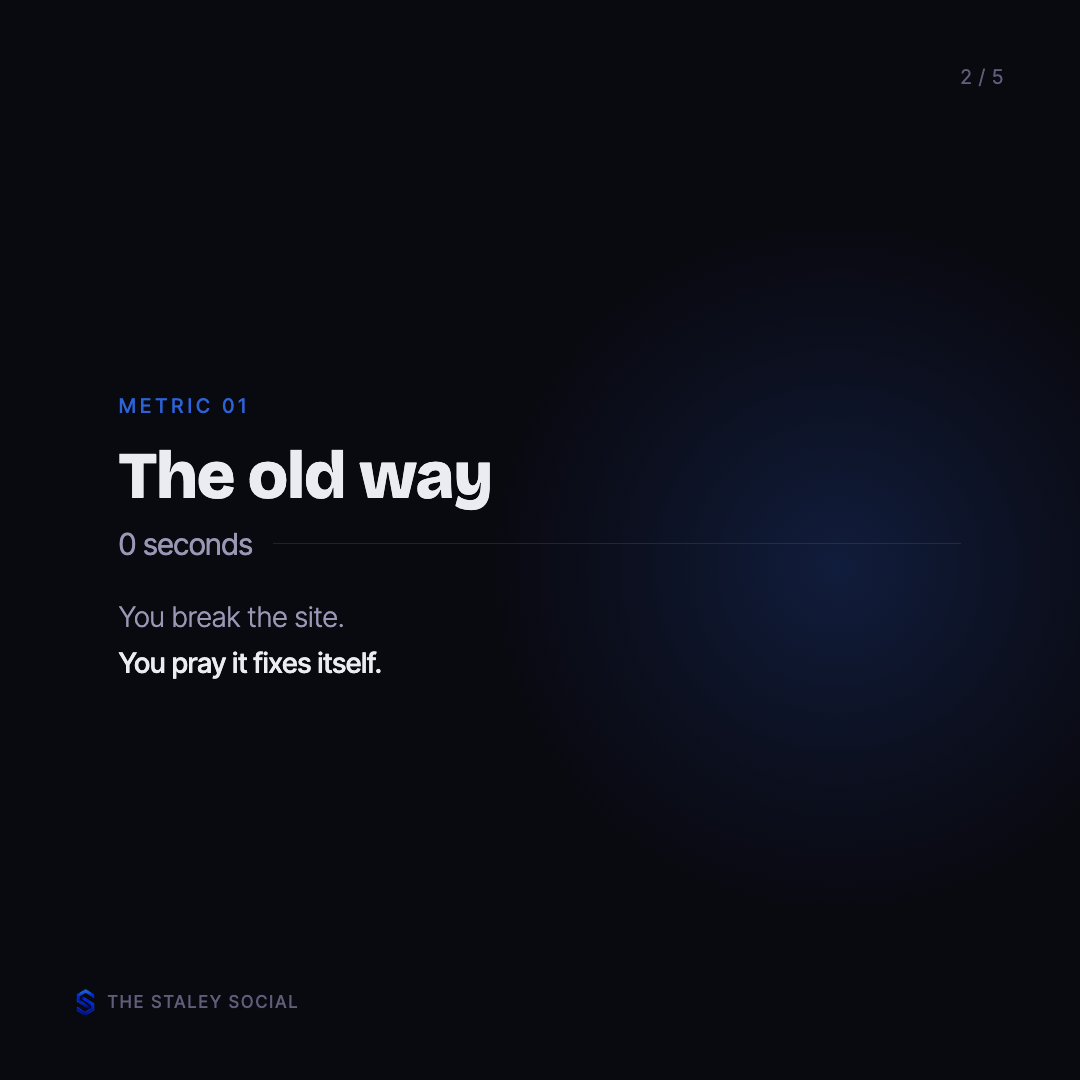 2 / 5
METRIC 01
The old way
0 seconds
You break the site.
You pray it fixes itself.
THE STALEY SOCIAL